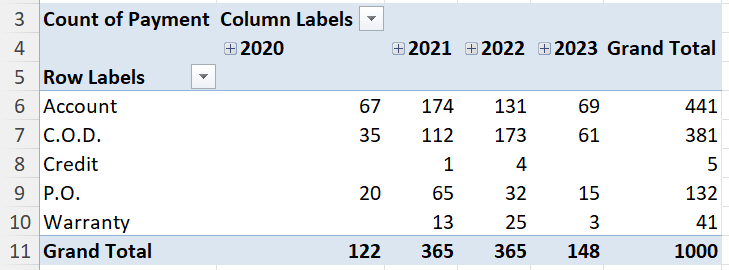 3 Count of Payment Column Labels
4 2020 2021 2022 2023 Grand Total
5 Row Labels
6 Account 67 174 131 69 441
7 C.O.D. 35 112 173 61 381
8 Credit 1 4 5
9 P.O. 20 65 32 15 132
10 Warranty 13 25 3 41
11 Grand Total 122 365 365 148 1000